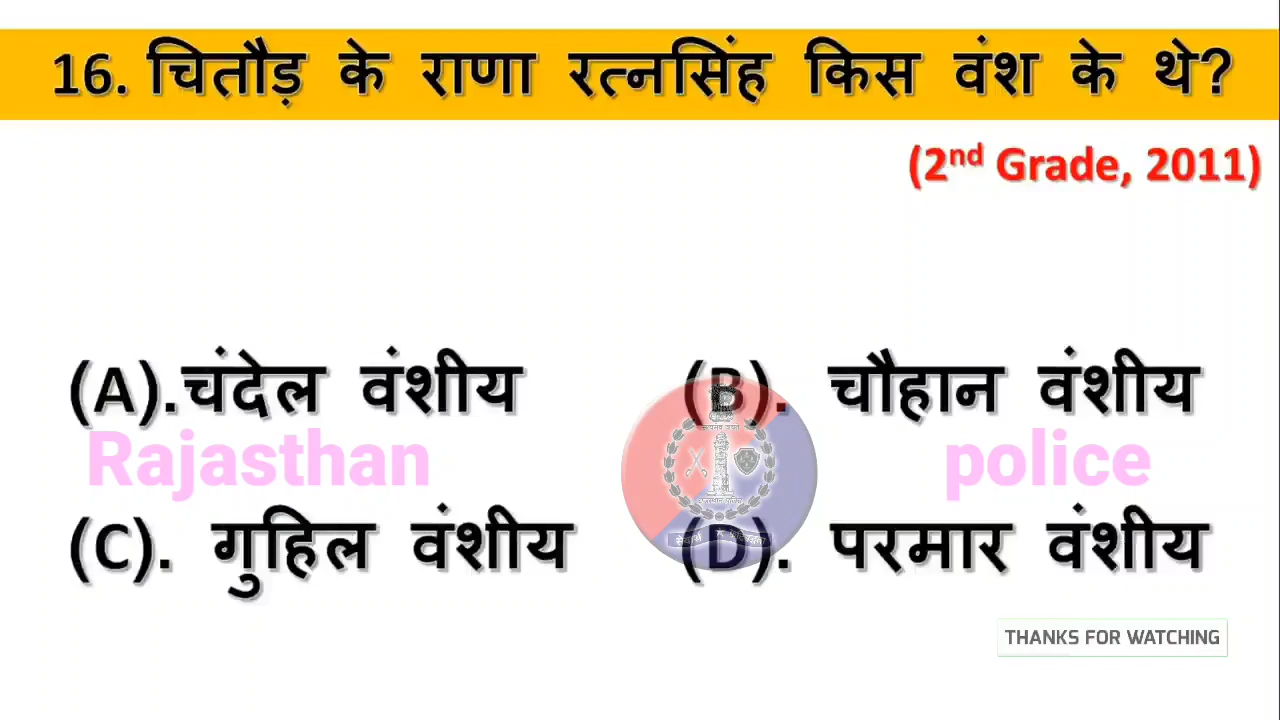 16. चितौड़ के राणा रत्नसिंह किस वंश के थे?
(2nd Grade, 2011)
(A).चंदेल वंशीय (B). चौहान वंशीय
Rajasthan police
(C). गुहिल वंशीय (D). परमार वंशीय
THANKS FOR WATCHING